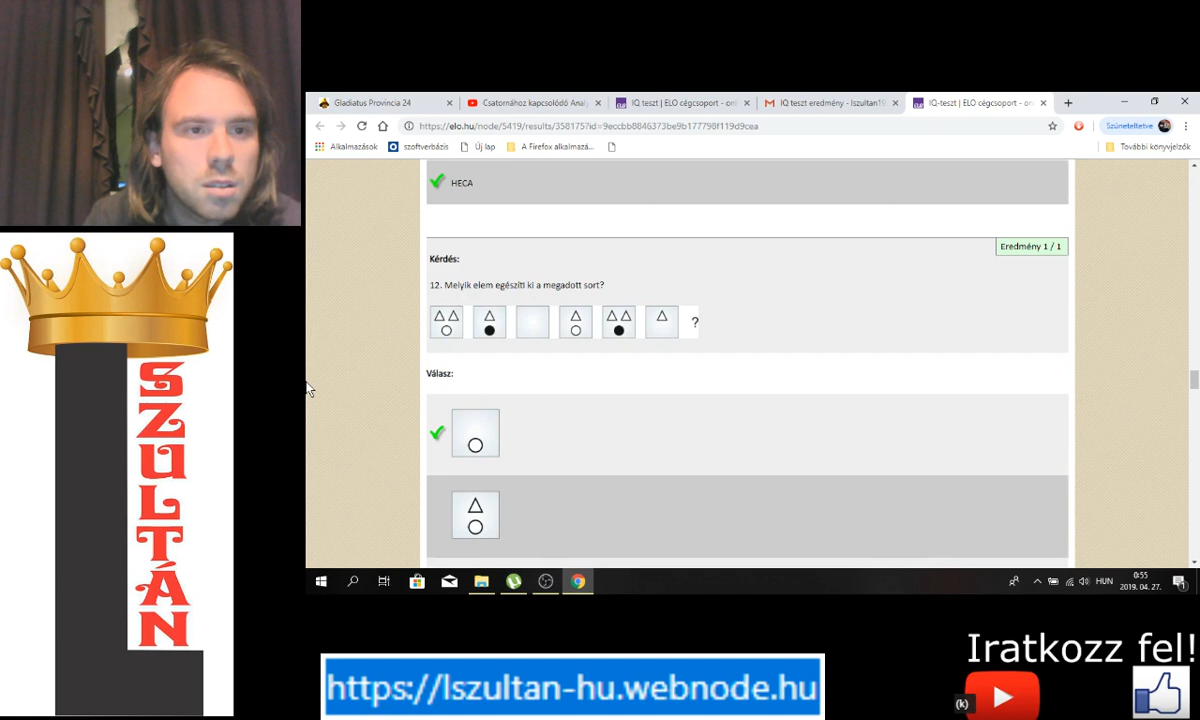 Gladiatus Provincia 24
Csatornához kapcsolódó Analy
IQ teszt | ELO cégcsoport - onl
IQ teszt eredmény - lszultan19
IQ-teszt | ELO cégcsoport - on
https://elo.hu/node/5419/results/358175?id=9eccbb8846373be9b177798f119d9cea
Szüneteltetve
Alkalmazások
szoftverbázis
Új lap
A Firefox alkalmazá...
További könyvjelzők
HECA
Eredmény 1 / 1
Kérdés:
12. Melyik elem egészíti ki a megadott sort?
?
Válasz:
SZULTÁN
HUN
0:55
2019. 04. 27.
1
https://lszultan-hu.webnode.hu
Iratkozz fel!
(k)